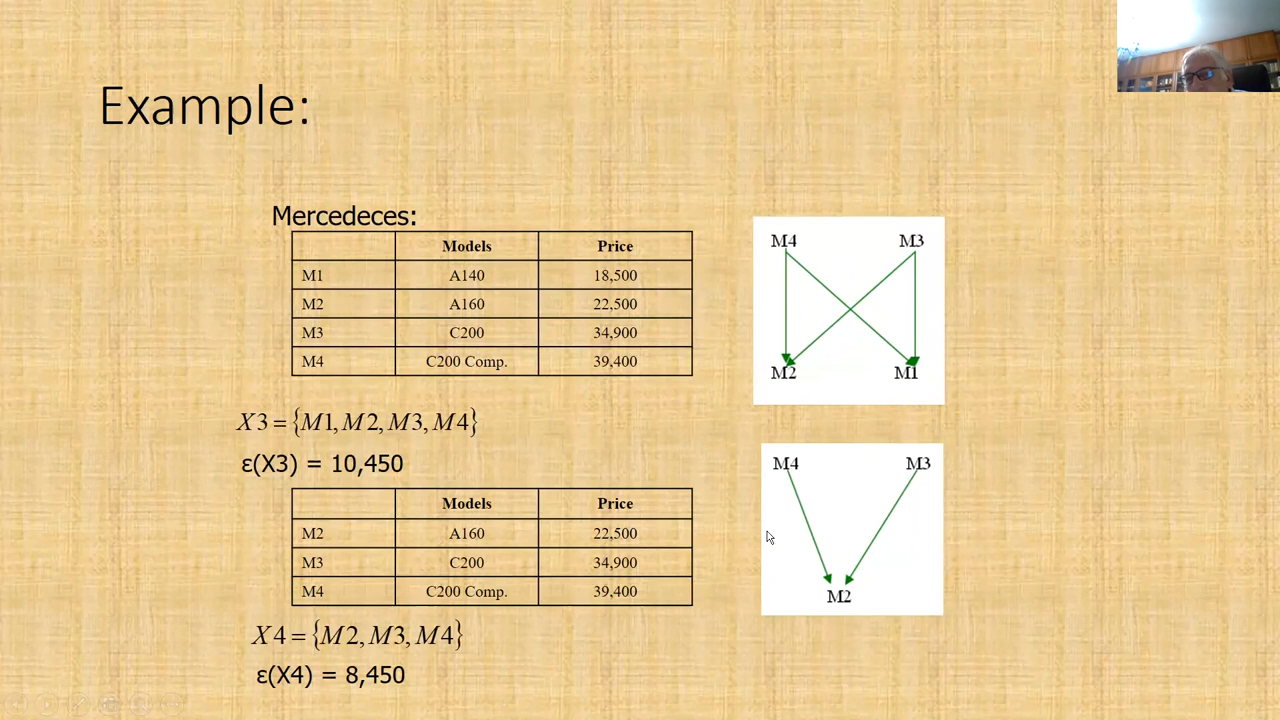 Example:
Mercedeces:
Models Price
M1 A140 18,500
M2 A160 22,500
M3 C200 34,900
M4 C200 Comp. 39,400
X3 = {M1, M2, M3, M4}
ε(X3) = 10,450
Models Price
M2 A160 22,500
M3 C200 34,900
M4 C200 Comp. 39,400
X4 = {M2, M3, M4}
ε(X4) = 8,450
M4 M3
M2 M1
M4 M3
M2